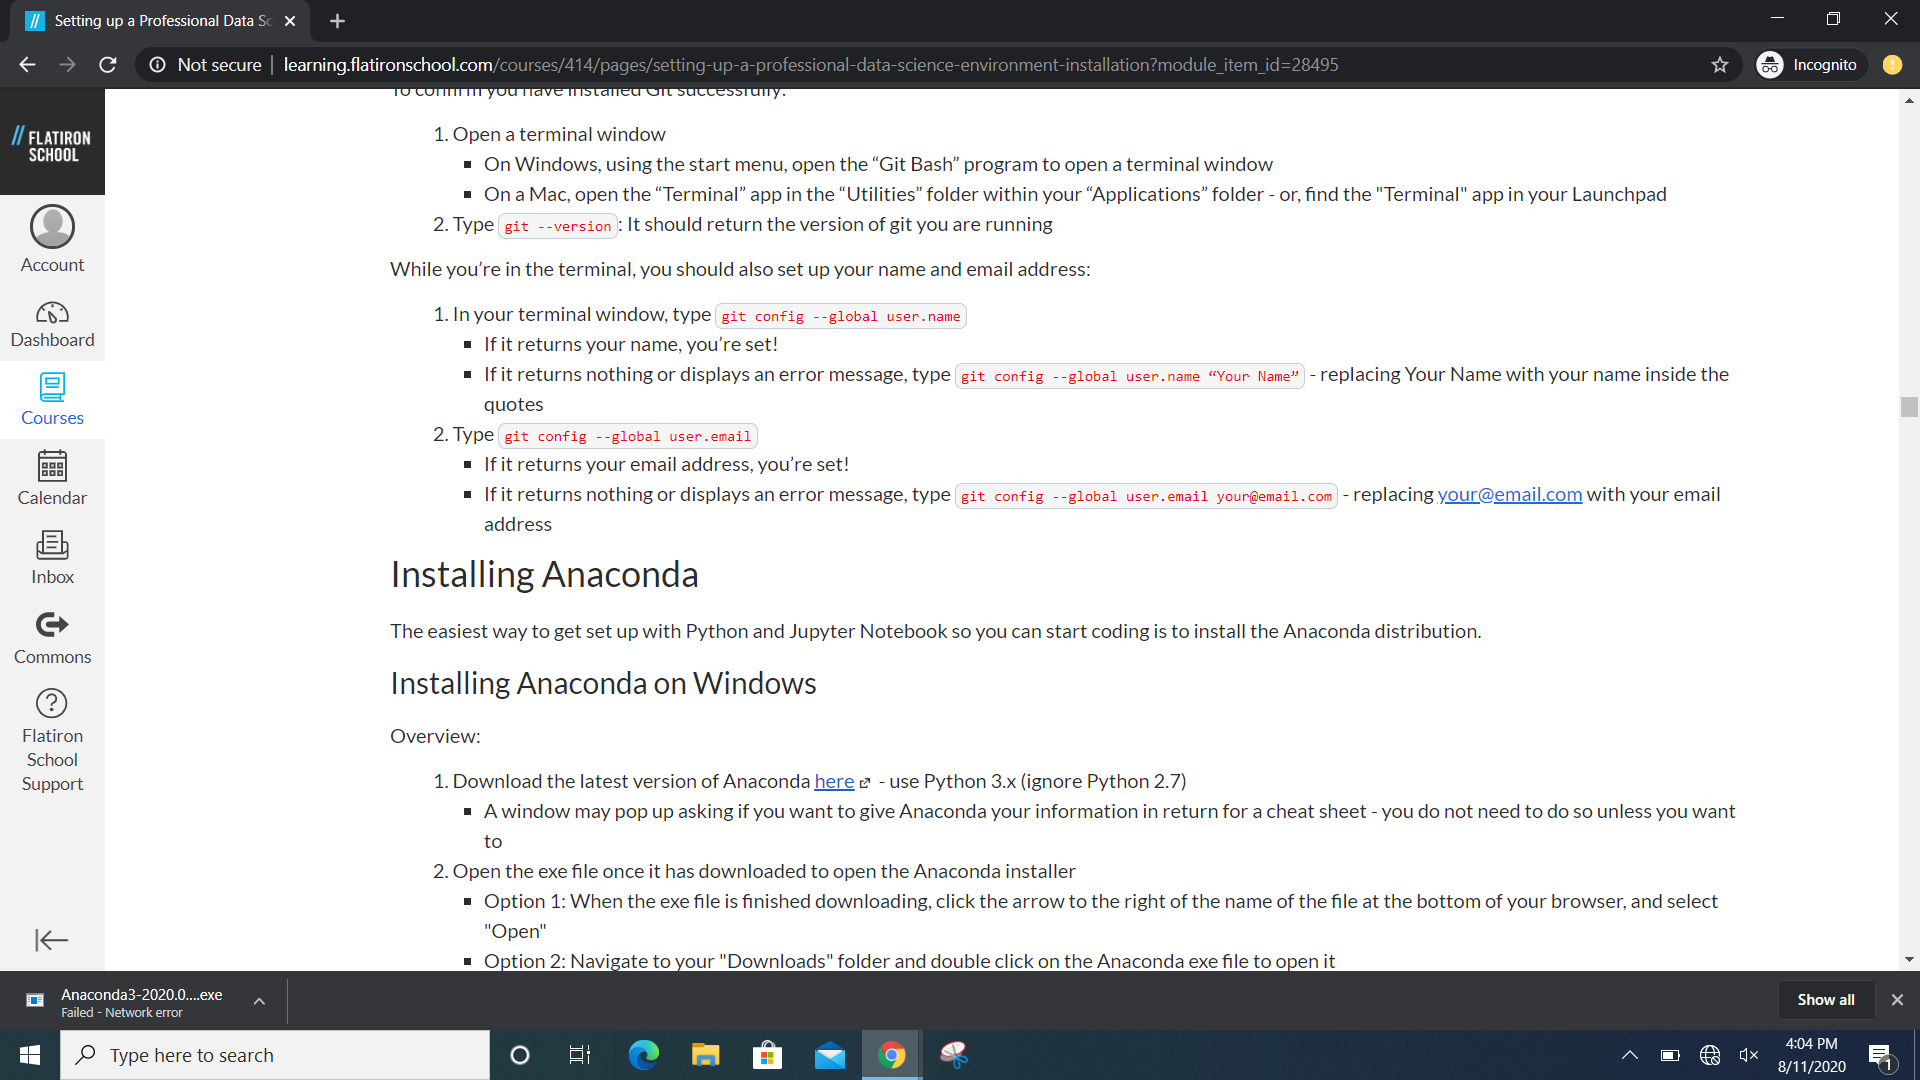 Setting up a Professional Data Sc
Not secure | learning.flatironschool.com/courses/414/pages/setting-up-a-professional-data-science-environment-installation?module_item_id=28495
Incognito
FLATIRON
SCHOOL
Account
Dashboard
Courses
Calendar
Inbox
Commons
Flatiron
School
Support
To confirm you have installed Git successfully:
1. Open a terminal window
▪ On Windows, using the start menu, open the “Git Bash” program to open a terminal window
▪ On a Mac, open the “Terminal” app in the “Utilities” folder within your “Applications” folder - or, find the "Terminal" app in your Launchpad
2. Type git --version: It should return the version of git you are running
While you’re in the terminal, you should also set up your name and email address:
1. In your terminal window, type git config --global user.name
▪ If it returns your name, you’re set!
▪ If it returns nothing or displays an error message, type git config --global user.name “Your Name” - replacing Your Name with your name inside the
quotes
2. Type git config --global user.email
▪ If it returns your email address, you’re set!
▪ If it returns nothing or displays an error message, type git config --global user.email your@email.com - replacing your@email.com with your email
address
Installing Anaconda
The easiest way to get set up with Python and Jupyter Notebook so you can start coding is to install the Anaconda distribution.
Installing Anaconda on Windows
Overview:
1. Download the latest version of Anaconda here - use Python 3.x (ignore Python 2.7)
▪ A window may pop up asking if you want to give Anaconda your information in return for a cheat sheet - you do not need to do so unless you want
to
2. Open the exe file once it has downloaded to open the Anaconda installer
▪ Option 1: When the exe file is finished downloading, click the arrow to the right of the name of the file at the bottom of your browser, and select
"Open"
▪ Option 2: Navigate to your "Downloads" folder and double click on the Anaconda exe file to open it
Anaconda3-2020.0....exe
Failed - Network error
Show all
Type here to search
4:04 PM
8/11/2020
1